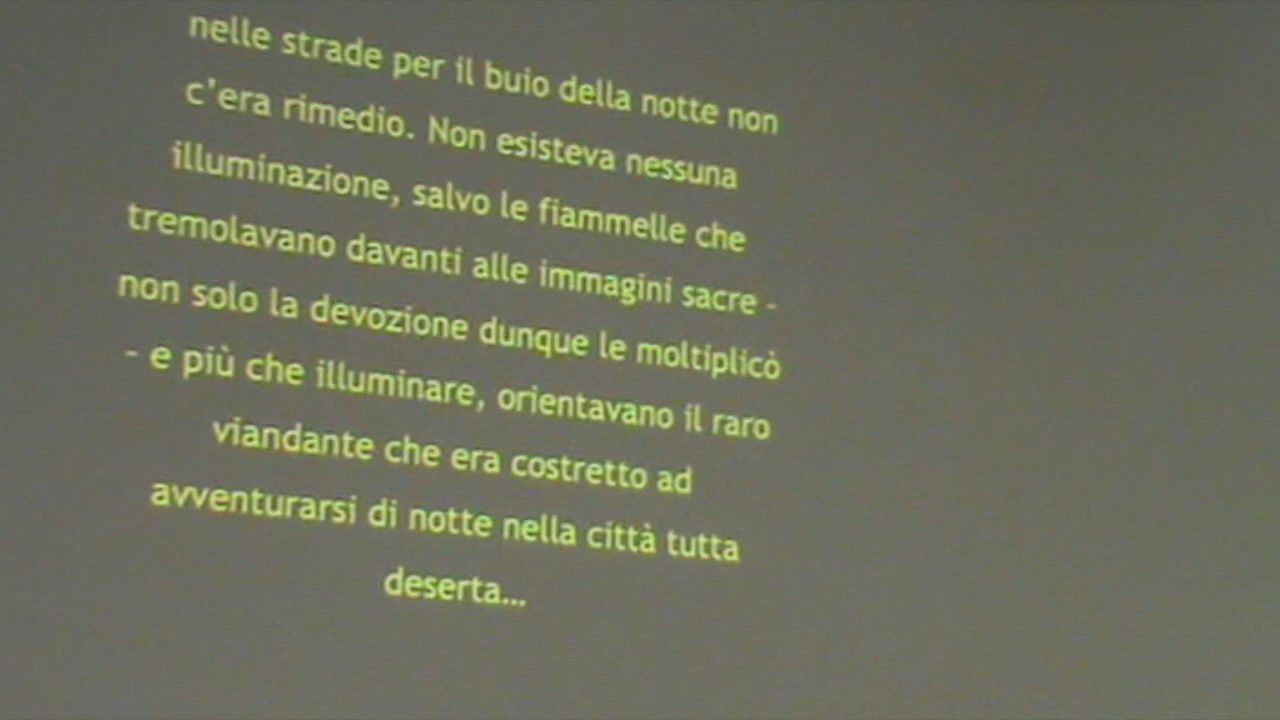 nelle strade per il buio della notte non
c'era rimedio. Non esisteva nessuna
illuminazione, salvo le fiammelle che
tremolavano davanti alle immagini sacre -
non solo la devozione dunque le moltiplicò
- e più che illuminare, orientavano il raro
viandante che era costretto ad
avventurarsi di notte nella città tutta
deserta...